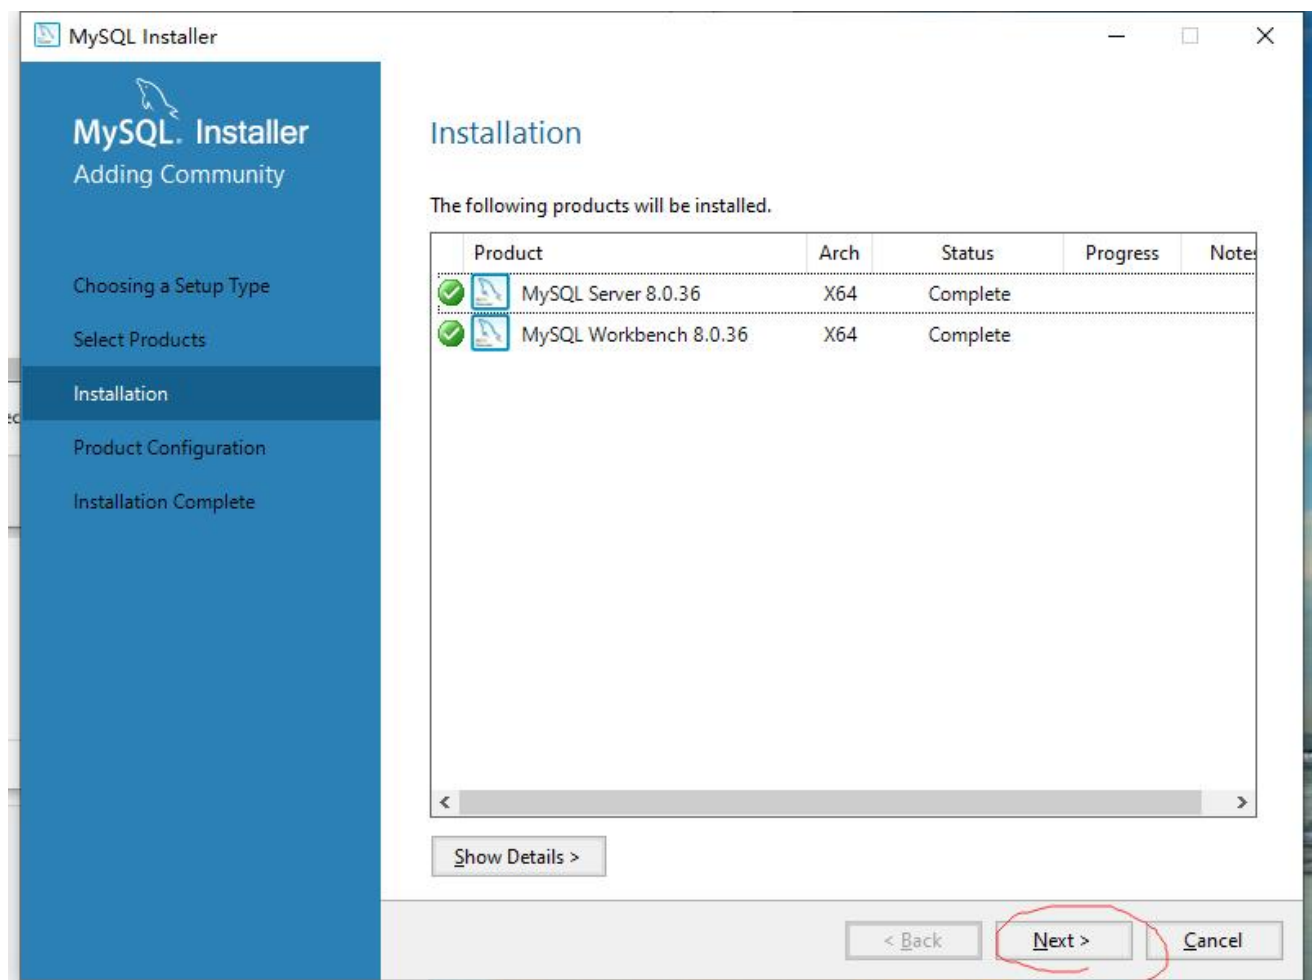 MySQL Installer
MySQL. Installer
Adding Community
Choosing a Setup Type
Select Products
Installation
Product Configuration
Installation Complete
Installation
The following products will be installed.
Product Arch Status Progress Notes
MySQL Server 8.0.36 X64 Complete
MySQL Workbench 8.0.36 X64 Complete
Show Details >
< Back Next > Cancel